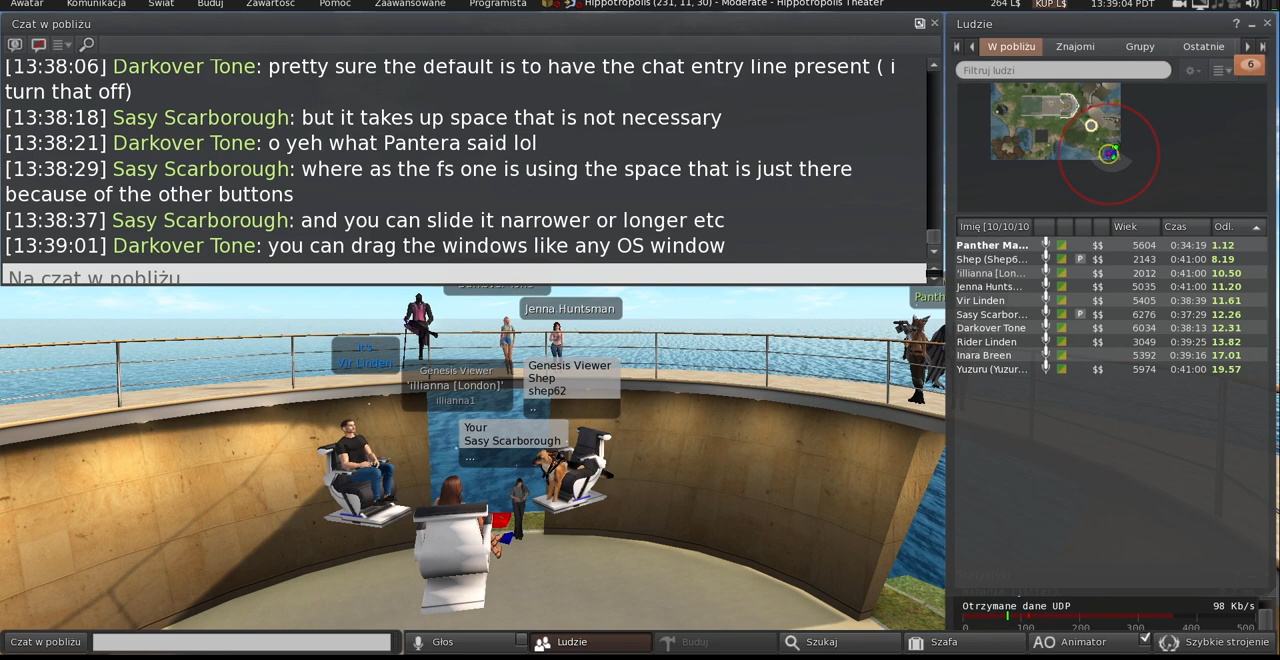 Awatar Komunikacja Świat Buduj Zawartość Pomoc Zaawansowane Programista Hippotropolis (231, 11, 30) - Moderate - Hippotropolis Theater 264 L$ KUP L$ 13:39:04 PDT
Czat w pobliżu
[13:38:06] Darkover Tone: pretty sure the default is to have the chat entry line present ( i
turn that off)
[13:38:18] Sasy Scarborough: but it takes up space that is not necessary
[13:38:21] Darkover Tone: o yeh what Pantera said lol
[13:38:29] Sasy Scarborough: where as the fs one is using the space that is just there
because of the other buttons
[13:38:37] Sasy Scarborough: and you can slide it narrower or longer etc
[13:39:01] Darkover Tone: you can drag the windows like any OS window
Na czat w pobliżu
Ludzie
W pobliżu Znajomi Grupy Ostatnie
Filtruj ludzi 6
Imię [10/10/10 Wiek Czas Odl.
Panther Ma... $$ 5604 0:34:19 1.12
Shep (Shep6... P $$ 2143 0:41:00 8.19
'illianna [Lon... $$ 2012 0:41:00 10.50
Jenna Hunts... $$ 5035 0:41:00 11.20
Vir Linden $$ 5405 0:38:39 11.61
Sasy Scarbor... P $$ 6276 0:37:29 12.26
Darkover Tone $$ 6034 0:38:13 12.31
Rider Linden $$ 3049 0:39:25 13.82
Inara Breen 5392 0:39:16 17.01
Yuzuru (Yuzur... $$ 5974 0:41:00 19.57
Otrzymane dane UDP 98 Kb/s
0 100 200 300 400 500
Darkover Tone
Jenna Huntsman
Panth
It's
Vir Linden
Genesis Viewer
'illianna [London]'
illianna1
Genesis Viewer
Shep
shep62
..
Your
Sasy Scarborough
...
Czat w pobliżu Głos Ludzie Buduj Szukaj Szafa AO Animator Szybkie strojenie